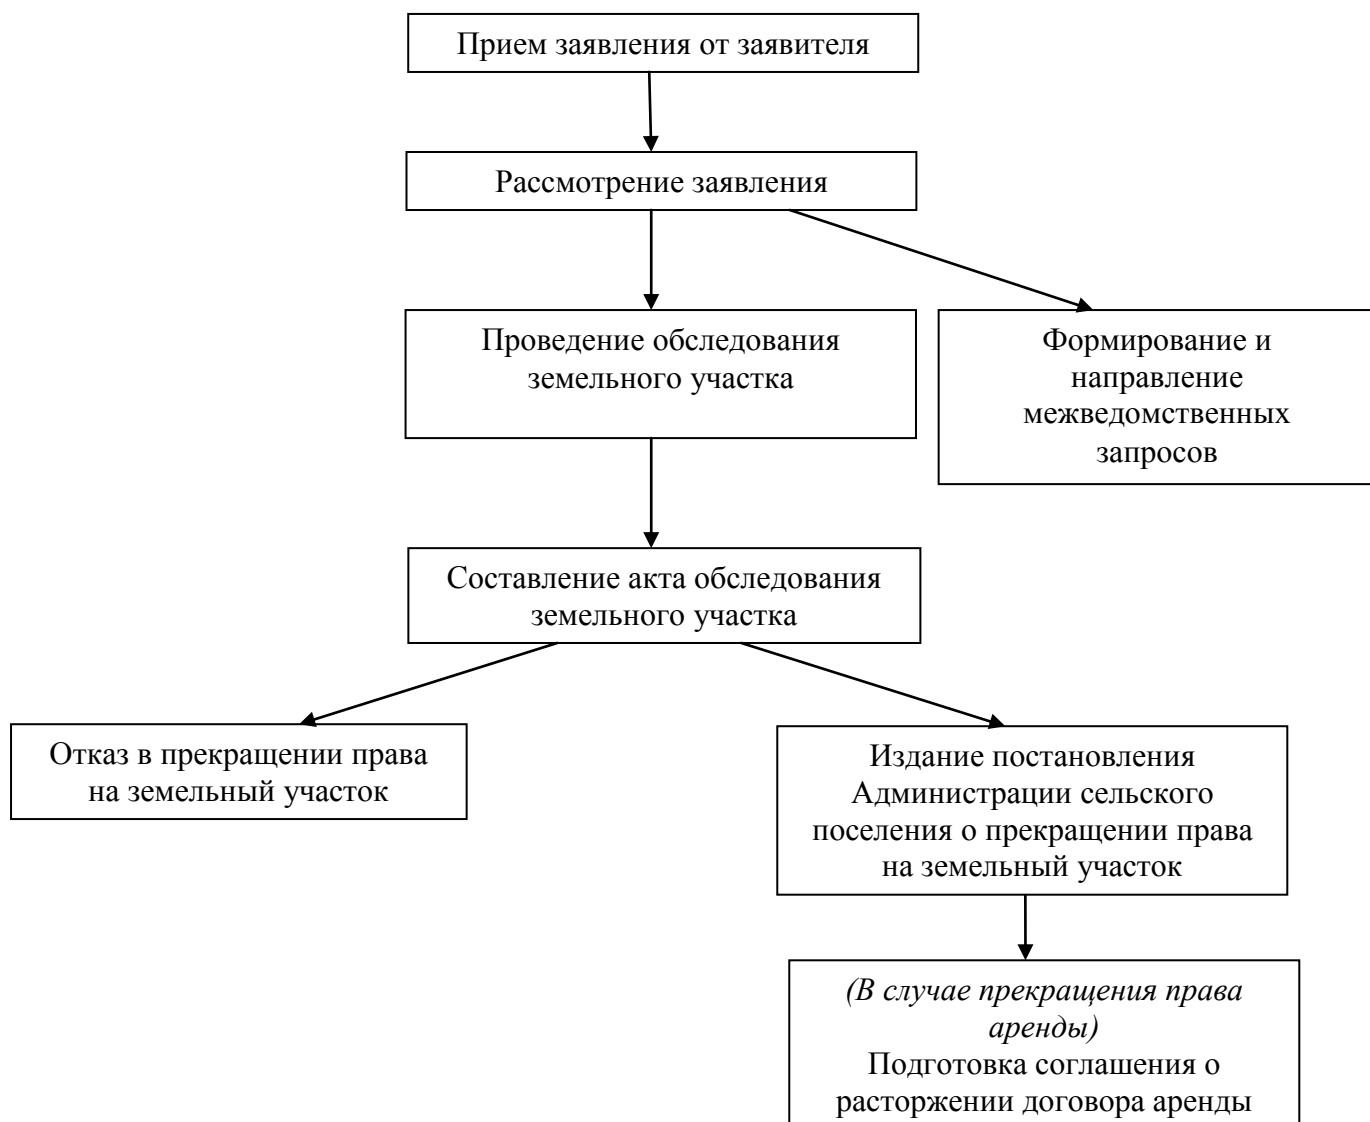 Прием заявления от заявителя
Рассмотрение заявления
Проведение обследования
земельного участка
Формирование и
направление
межведомственных
запросов
Составление акта обследования
земельного участка
Отказ в прекращении права
на земельный участок
Издание постановления
Администрации сельского
поселения о прекращении права
на земельный участок
(В случае прекращения права
аренды)
Подготовка соглашения о
расторжении договора аренды